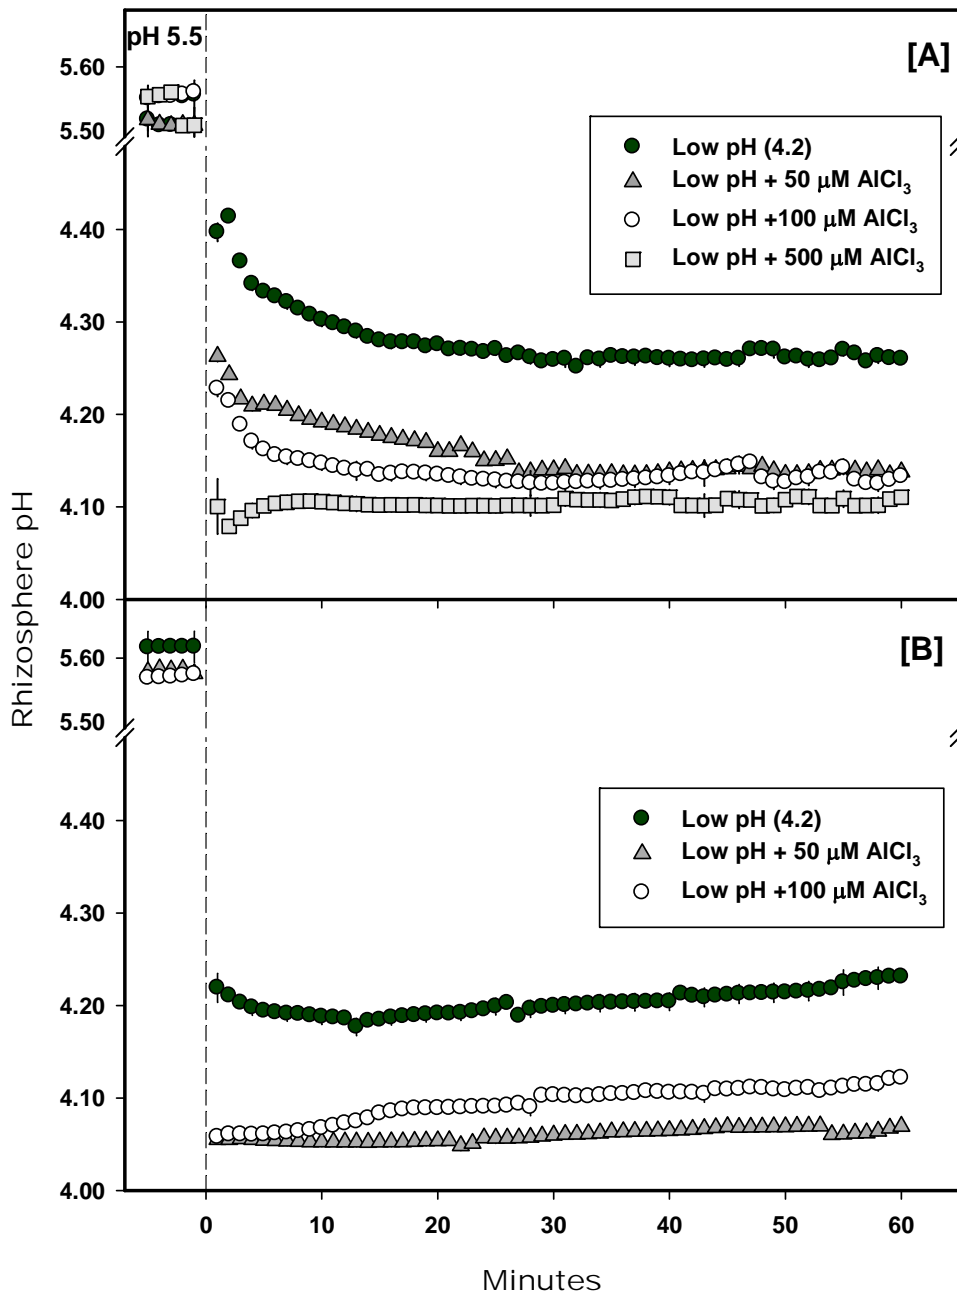 pH 5.5
[A]
5.60
5.50
4.40
4.30
4.20
4.10
4.00
Low pH (4.2)
Low pH + 50 μM AlCl₃
Low pH +100 μM AlCl₃
Low pH + 500 μM AlCl₃
Rhizosphere pH
[B]
5.60
5.50
4.40
4.30
4.20
4.10
4.00
Low pH (4.2)
Low pH + 50 μM AlCl₃
Low pH +100 μM AlCl₃
0 10 20 30 40 50 60
Minutes